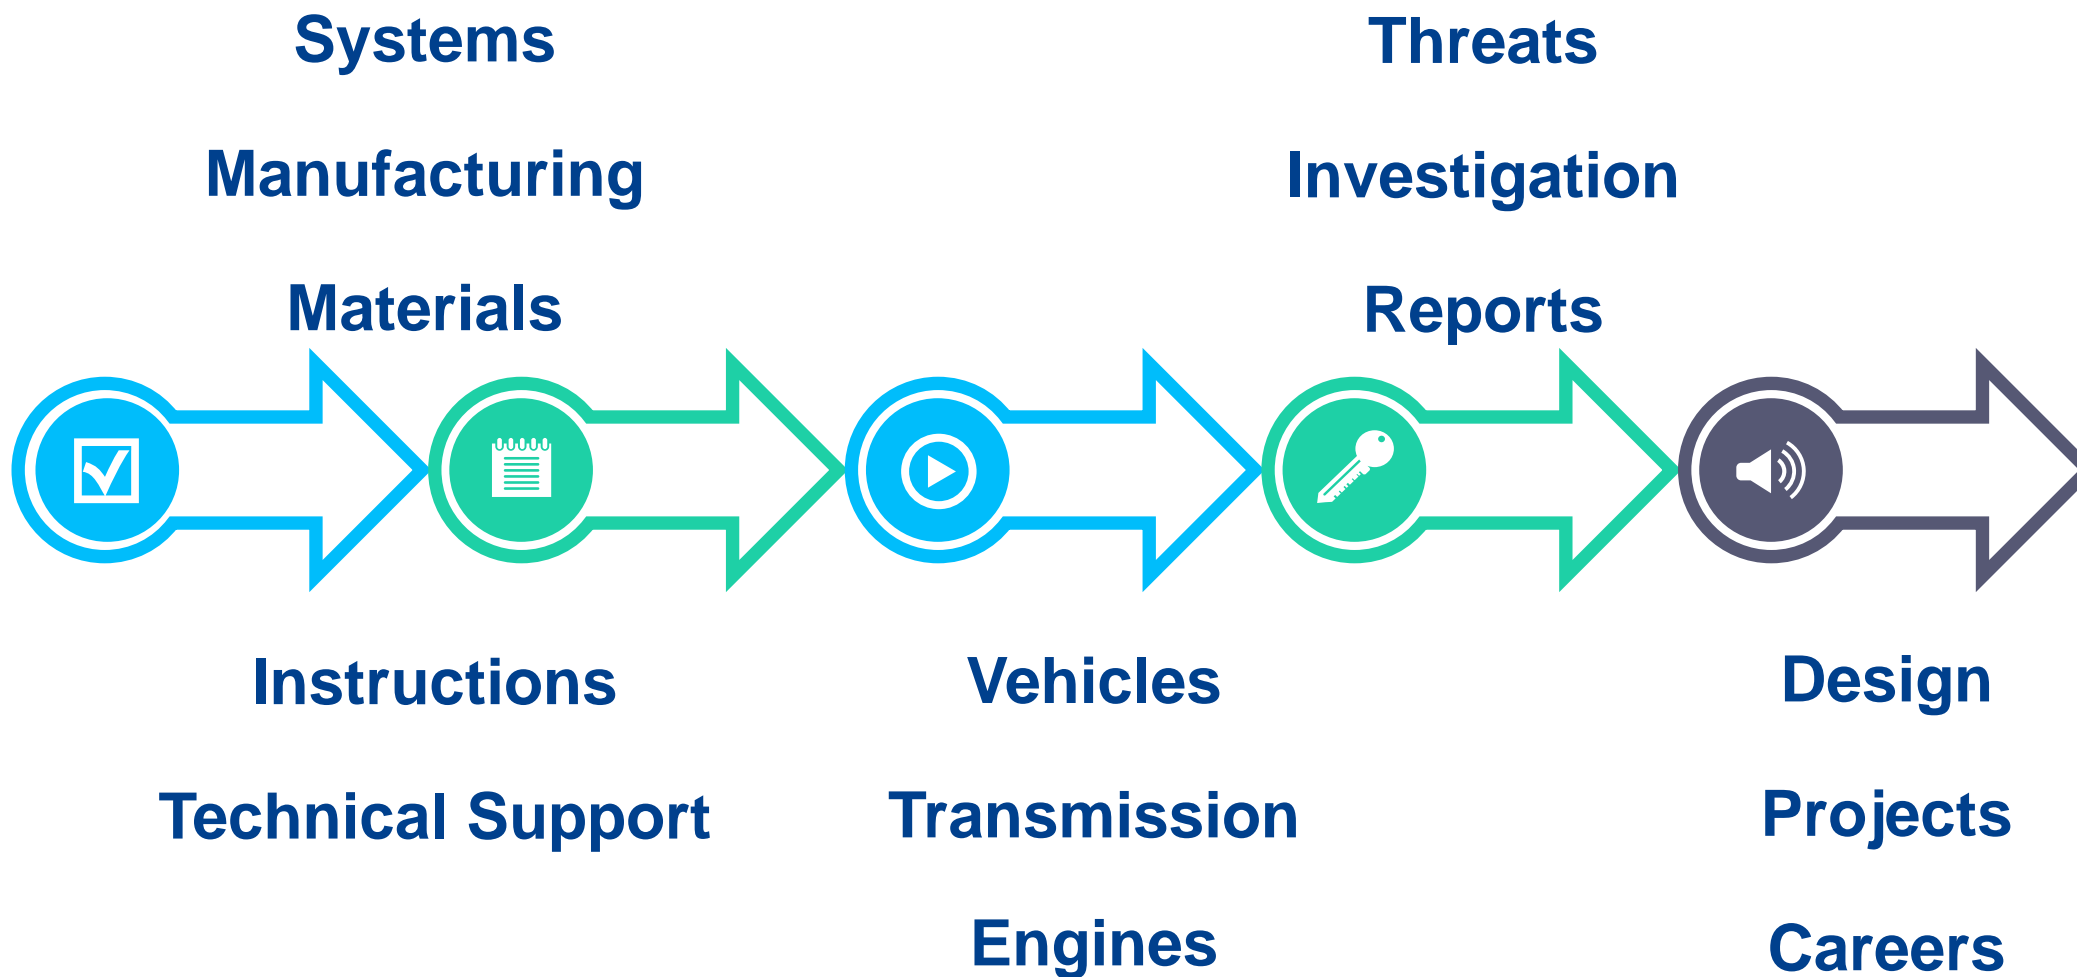 Systems
Manufacturing
Materials
Threats
Investigation
Reports
Instructions
Technical Support
Vehicles
Transmission
Engines
Design
Projects
Careers